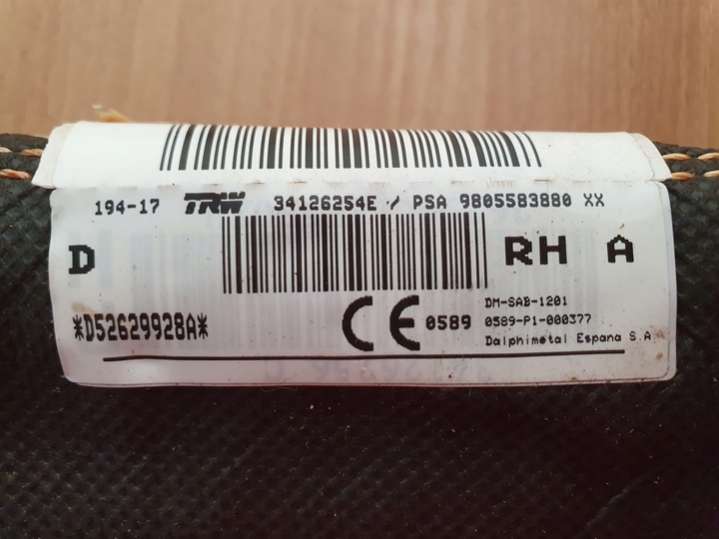 194-17 TRW 34126254E / PSA 9805583880 XX
D RH A
*D52629928A*
CE 0589
DM-SAB-1201
0589-P1-000377
Dalphimetal Espana S.A